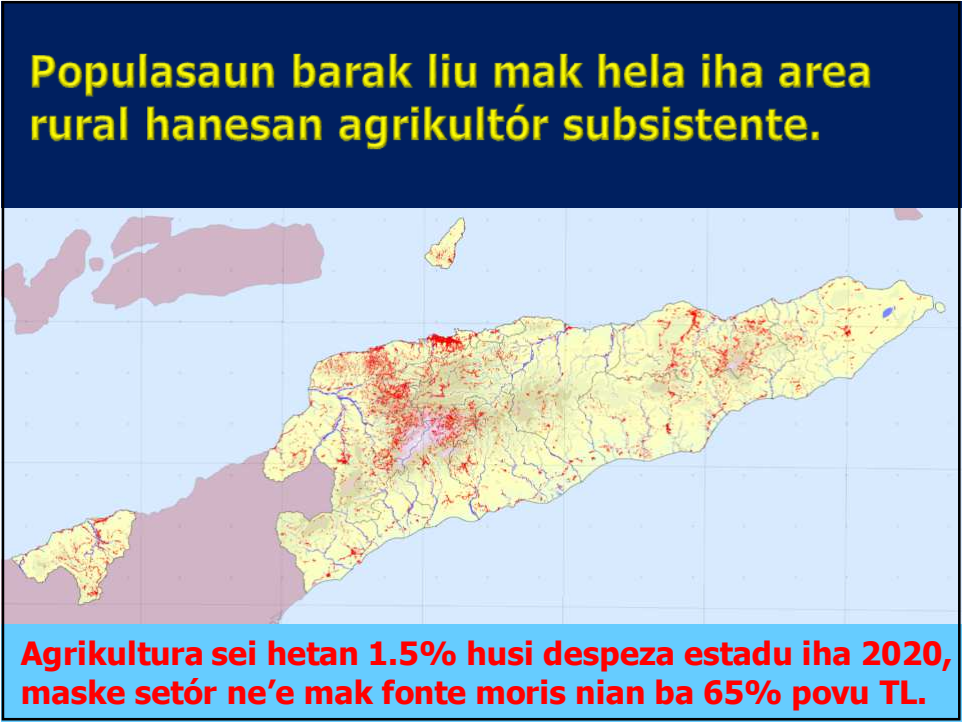 Populasaun barak liu mak hela iha area
rural hanesan agrikultór subsistente.
Agrikultura sei hetan 1.5% husi despeza estadu iha 2020,
maske setór ne’e mak fonte moris nian ba 65% povu TL.